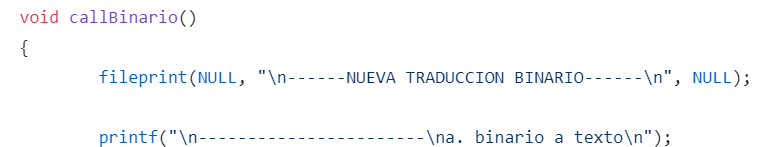 void callBinario()
{
fileprint(NULL, "\n------NUEVA TRADUCCION BINARIO------\n", NULL);
printf("\n-----------------------\na. binario a texto\n");